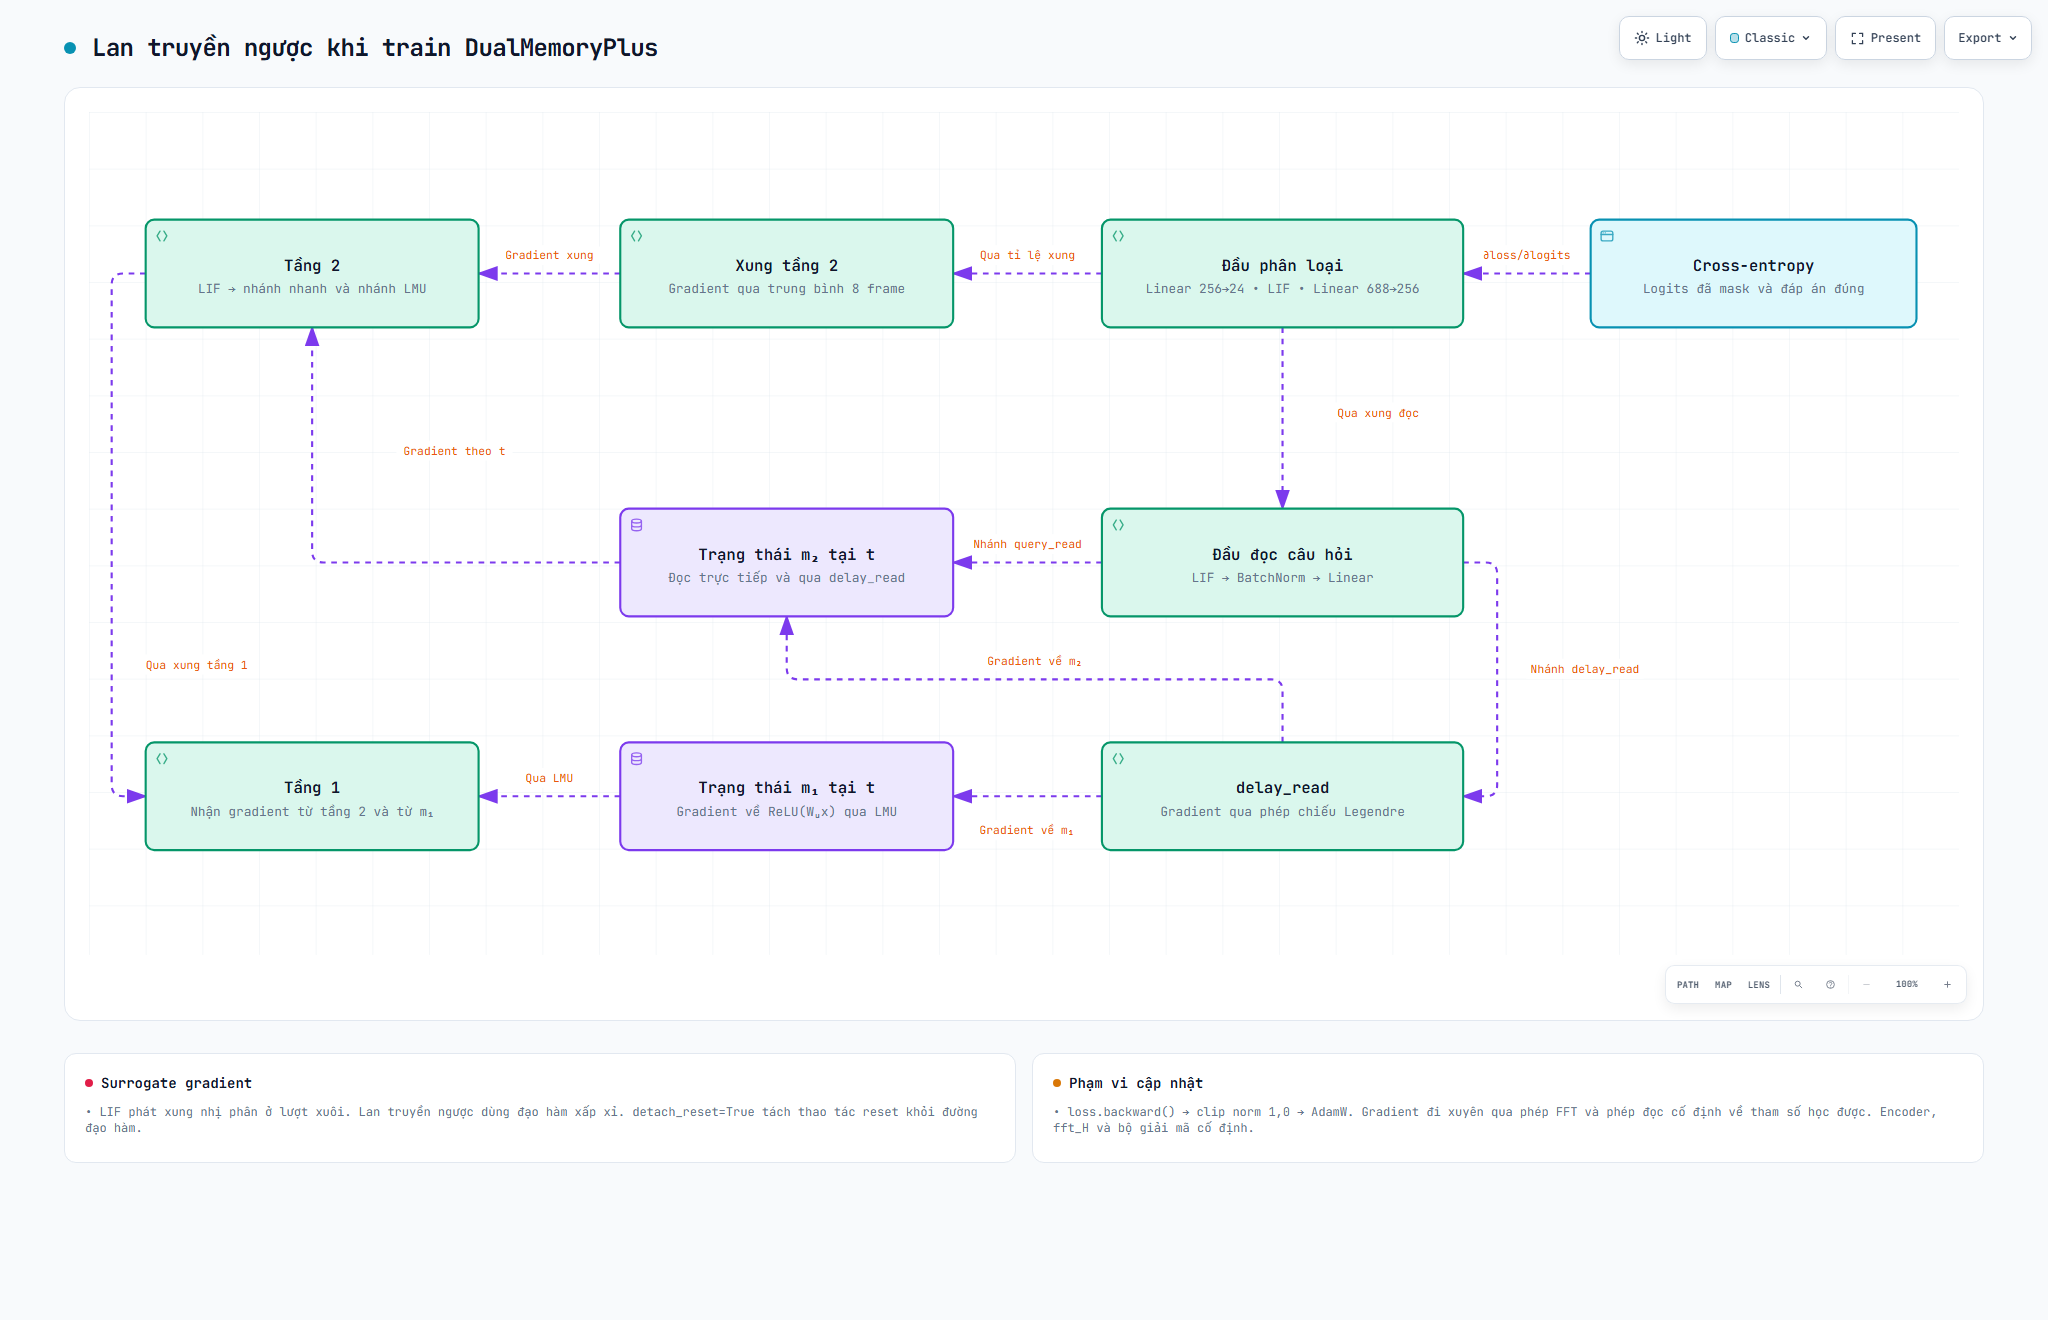 Lan truyền ngược khi train DualMemoryPlus
Light
Classic
Present
Export
Tầng 2
LIF → nhánh nhanh và nhánh LMU
Gradient xung
Xung tầng 2
Gradient qua trung bình 8 frame
Qua tỉ lệ xung
Đầu phân loại
Linear 256→24 • LIF • Linear 688→256
∂loss/∂logits
Cross-entropy
Logits đã mask và đáp án đúng
Qua xung đọc
Gradient theo t
Trạng thái m₂ tại t
Đọc trực tiếp và qua delay_read
Nhánh query_read
Đầu đọc câu hỏi
LIF → BatchNorm → Linear
Gradient về m₂
Qua xung tầng 1
Nhánh delay_read
Tầng 1
Nhận gradient từ tầng 2 và từ m₁
Qua LMU
Trạng thái m₁ tại t
Gradient về ReLU(Wᵤx) qua LMU
Gradient về m₁
delay_read
Gradient qua phép chiếu Legendre
PATH MAP LENS − 100% +
Surrogate gradient
• LIF phát xung nhị phân ở lượt xuôi. Lan truyền ngược dùng đạo hàm xấp xỉ. detach_reset=True tách thao tác reset khỏi đường
đạo hàm.
Phạm vi cập nhật
• loss.backward() → clip norm 1,0 → AdamW. Gradient đi xuyên qua phép FFT và phép đọc cố định về tham số học được. Encoder,
fft_H và bộ giải mã cố định.